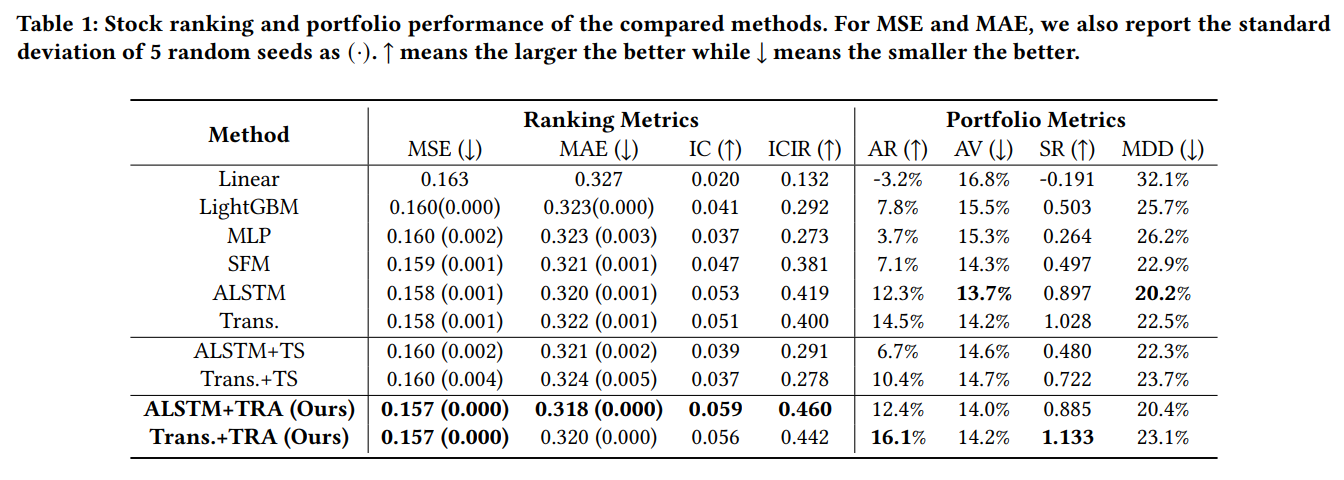 Table 1: Stock ranking and portfolio performance of the compared methods. For MSE and MAE, we also report the standard
deviation of 5 random seeds as (·). ↑ means the larger the better while ↓ means the smaller the better.
Method Ranking Metrics Portfolio Metrics
MSE (↓) MAE (↓) IC (↑) ICIR (↑) AR (↑) AV (↓) SR (↑) MDD (↓)
Linear 0.163 0.327 0.020 0.132 -3.2% 16.8% -0.191 32.1%
LightGBM 0.160(0.000) 0.323(0.000) 0.041 0.292 7.8% 15.5% 0.503 25.7%
MLP 0.160 (0.002) 0.323 (0.003) 0.037 0.273 3.7% 15.3% 0.264 26.2%
SFM 0.159 (0.001) 0.321 (0.001) 0.047 0.381 7.1% 14.3% 0.497 22.9%
ALSTM 0.158 (0.001) 0.320 (0.001) 0.053 0.419 12.3% 13.7% 0.897 20.2%
Trans. 0.158 (0.001) 0.322 (0.001) 0.051 0.400 14.5% 14.2% 1.028 22.5%
ALSTM+TS 0.160 (0.002) 0.321 (0.002) 0.039 0.291 6.7% 14.6% 0.480 22.3%
Trans.+TS 0.160 (0.004) 0.324 (0.005) 0.037 0.278 10.4% 14.7% 0.722 23.7%
ALSTM+TRA (Ours) 0.157 (0.000) 0.318 (0.000) 0.059 0.460 12.4% 14.0% 0.885 20.4%
Trans.+TRA (Ours) 0.157 (0.000) 0.320 (0.000) 0.056 0.442 16.1% 14.2% 1.133 23.1%